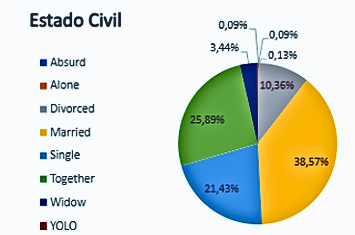 Estado Civil
Absurd
Alone
Divorced
Married
Single
Together
Widow
YOLO
0,09%
0,09%
3,44%
0,13%
10,36%
25,89%
38,57%
21,43%